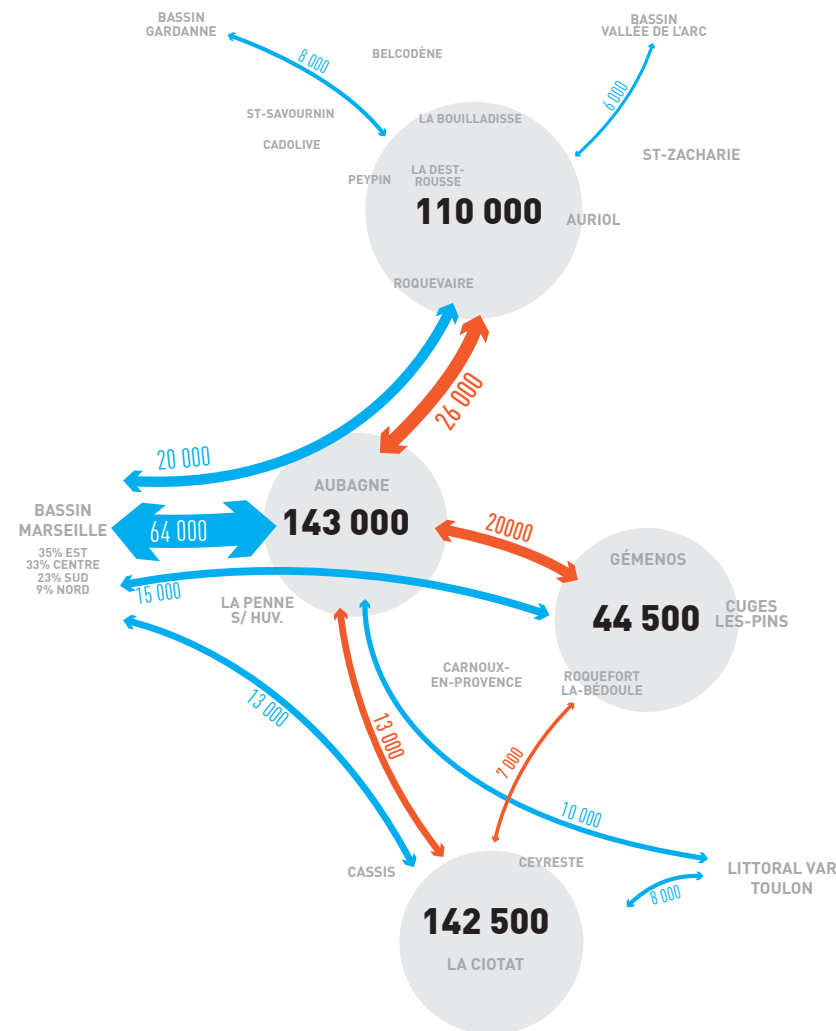 BASSIN
GARDANNE
BASSIN
VALLÉE DE L'ARC
8 000
BELCODÈNE
6 000
ST-SAVOURNIN
LA BOUILLADISSE
CADOLIVE
ST-ZACHARIE
PEYPIN
LA DEST-
ROUSSE
110 000
AURIOL
ROQUEVAIRE
26 000
20 000
AUBAGNE
143 000
BASSIN
MARSEILLE
64 000
35% EST
33% CENTRE
23% SUD
9% NORD
20000
GÉMENOS
15 000
LA PENNE
S/ HUV.
44 500
CUGES
LES-PINS
CARNOUX-
EN-PROVENCE
ROQUEFORT
LA-BÉDOULE
13 000
13 000
7 000
10 000
CASSIS
CEYRESTE
LITTORAL VAR
TOULON
8 000
142 500
LA CIOTAT